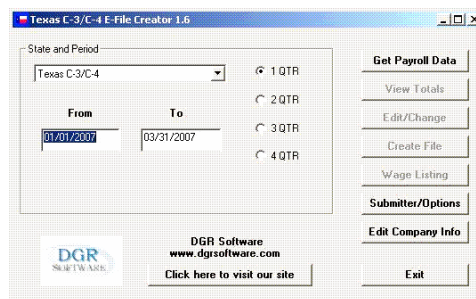 Texas C-3/C-4 E-File Creator 1.6
State and Period
Texas C-3/C-4
1 QTR
2 QTR
3 QTR
4 QTR
From
To
01/01/2007
03/31/2007
Get Payroll Data
View Totals
Edit/Change
Create File
Wage Listing
Submitter/Options
Edit Company Info
Exit
DGR
SOFTWARE
DGR Software
www.dgrsoftware.com
Click here to visit our site